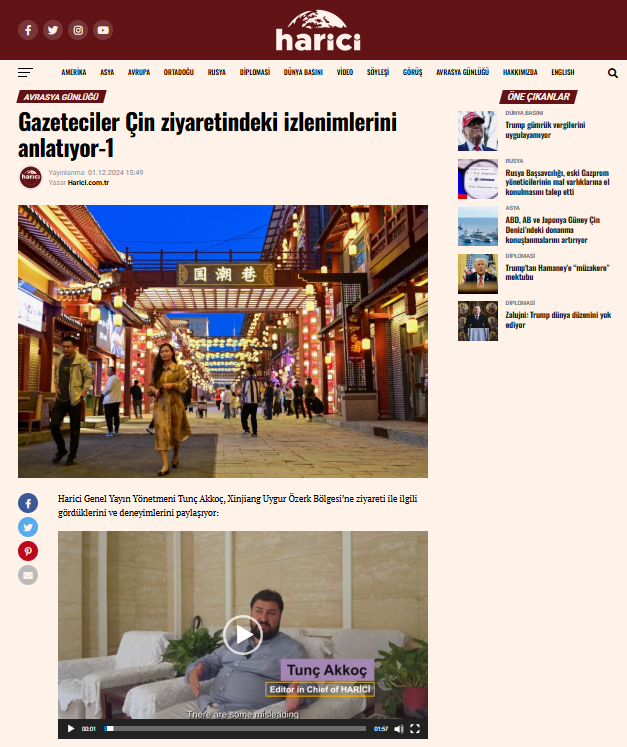 harici
AMERİKA ASYA AVRUPA ORTADOĞU RUSYA DİPLOMASİ DÜNYA BASINI VİDEO SÖYLEŞİ GÖRÜŞ AVRASYA GÜNLÜĞÜ HAKKIMIZDA ENGLISH
AVRASYA GÜNLÜĞÜ
Gazeteciler Çin ziyaretindeki izlenimlerini
anlatıyor-1
harici
Yayınlanma 01.12.2024 15:49
Yazar Harici.com.tr
国潮巷
Harici Genel Yayın Yönetmeni Tunç Akkoç, Xinjiang Uygur Özerk Bölgesi’ne ziyareti ile ilgili
gördüklerini ve deneyimlerini paylaşıyor:
Tunç Akkoç
Editor in Chief of HARİCİ
There are some misleading
00:01 01:57
ÖNE ÇIKANLAR
DÜNYA BASINI
Trump gümrük vergilerini
uygulayamıyor
RUSYA
Rusya Başsavcılığı, eski Gazprom
yöneticilerinin mal varlıklarına el
konulmasını talep etti
ASYA
ABD, AB ve Japonya Güney Çin
Denizi’ndeki donanma
konuşlanmalarını artırıyor
DİPLOMASİ
Trump’tan Hamaney’e “müzakere”
mektubu
DİPLOMASİ
Zalujni: Trump dünya düzenini yok
ediyor